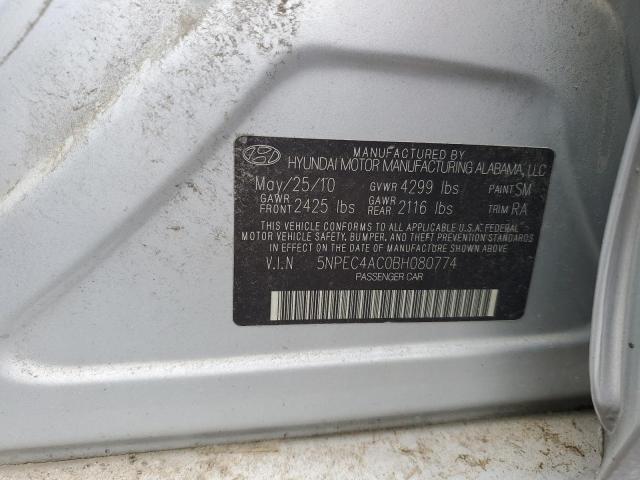 MANUFACTURED BY
HYUNDAI MOTOR MANUFACTURING ALABAMA, LLC
May/25/10 GVWR 4299 lbs PAINT SM
GAWR FRONT 2425 lbs GAWR REAR 2116 lbs TRIM RA
THIS VEHICLE CONFORMS TO ALL APPLICABLE U.S.A. FEDERAL
MOTOR VEHICLE SAFETY, BUMPER, AND THEFT PREVENTION STANDARDS
IN EFFECT ON THE DATE OF MANUFACTURE SHOWN ABOVE
V.I.N 5NPEC4AC0BH080774
PASSENGER CAR